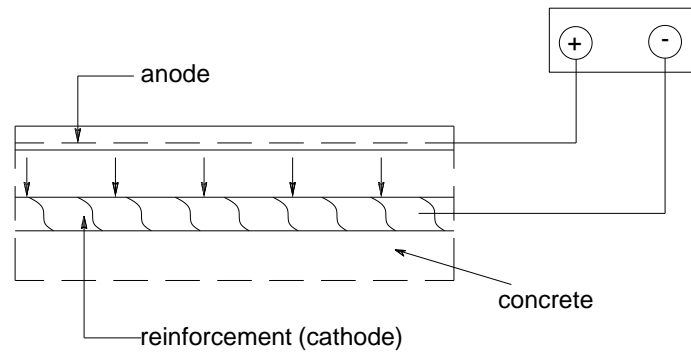 + -
anode
concrete
reinforcement (cathode)